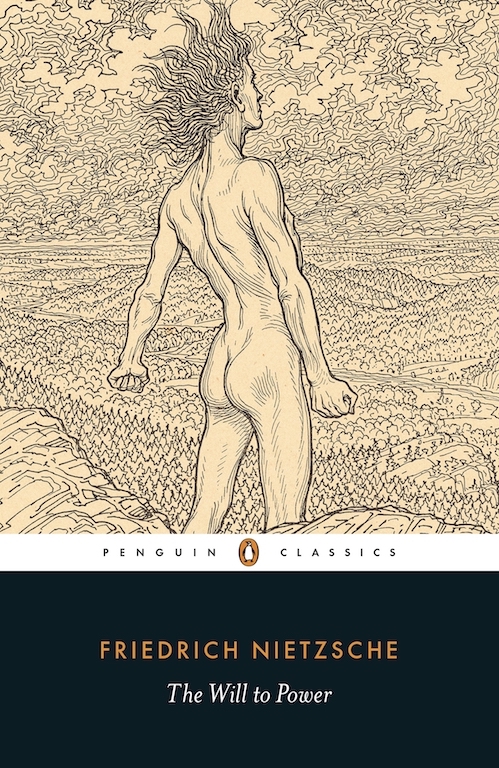 PENGUIN CLASSICS
FRIEDRICH NIETZSCHE
The Will to Power